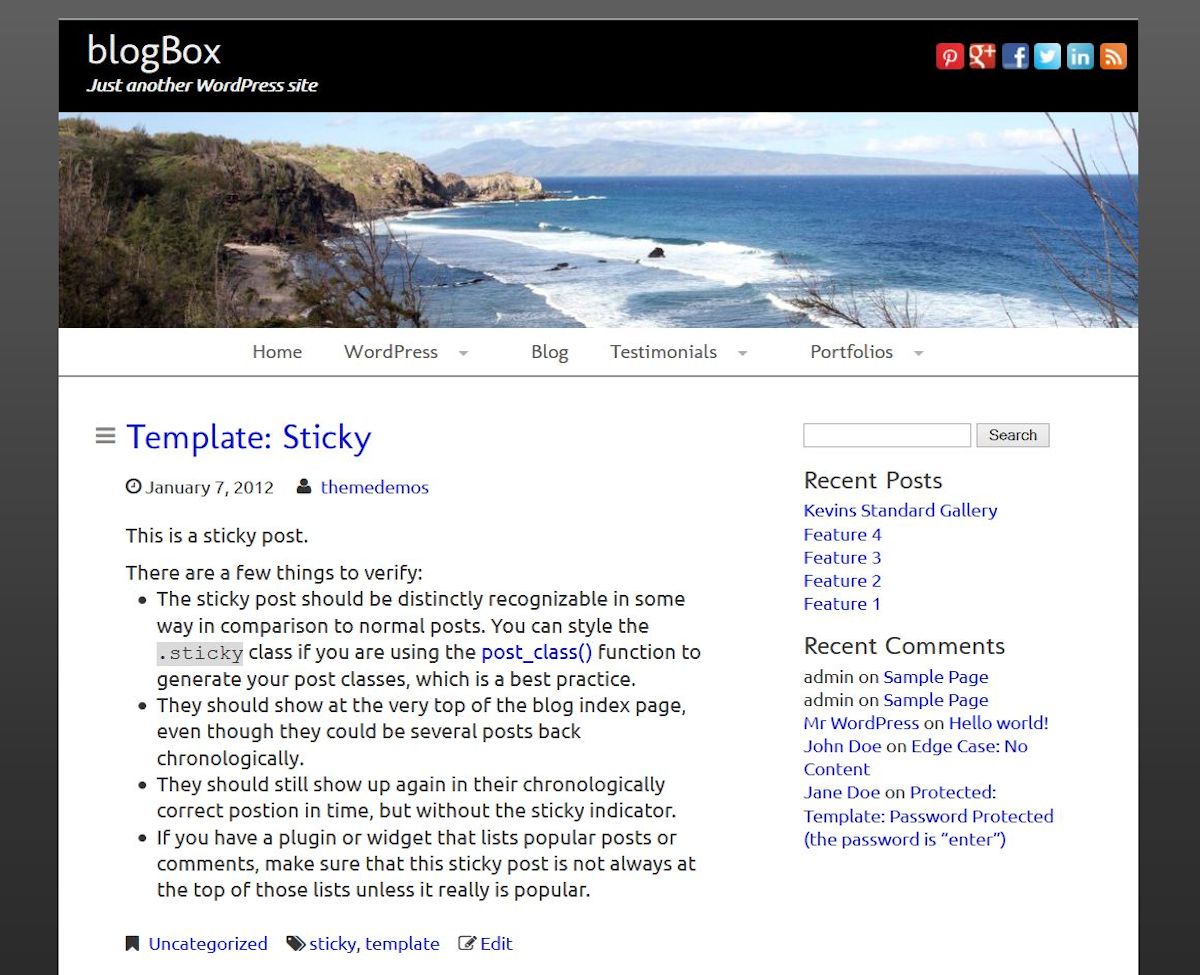 blogBox
Just another WordPress site
Home WordPress Blog Testimonials Portfolios
Template: Sticky
January 7, 2012 themedemos
This is a sticky post.
There are a few things to verify:
The sticky post should be distinctly recognizable in some
way in comparison to normal posts. You can style the
.sticky class if you are using the post_class() function to
generate your post classes, which is a best practice.
They should show at the very top of the blog index page,
even though they could be several posts back
chronologically.
They should still show up again in their chronologically
correct postion in time, but without the sticky indicator.
If you have a plugin or widget that lists popular posts or
comments, make sure that this sticky post is not always at
the top of those lists unless it really is popular.
Uncategorized sticky, template Edit
Search
Recent Posts
Kevins Standard Gallery
Feature 4
Feature 3
Feature 2
Feature 1
Recent Comments
admin on Sample Page
admin on Sample Page
Mr WordPress on Hello world!
John Doe on Edge Case: No
Content
Jane Doe on Protected:
Template: Password Protected
(the password is “enter”)